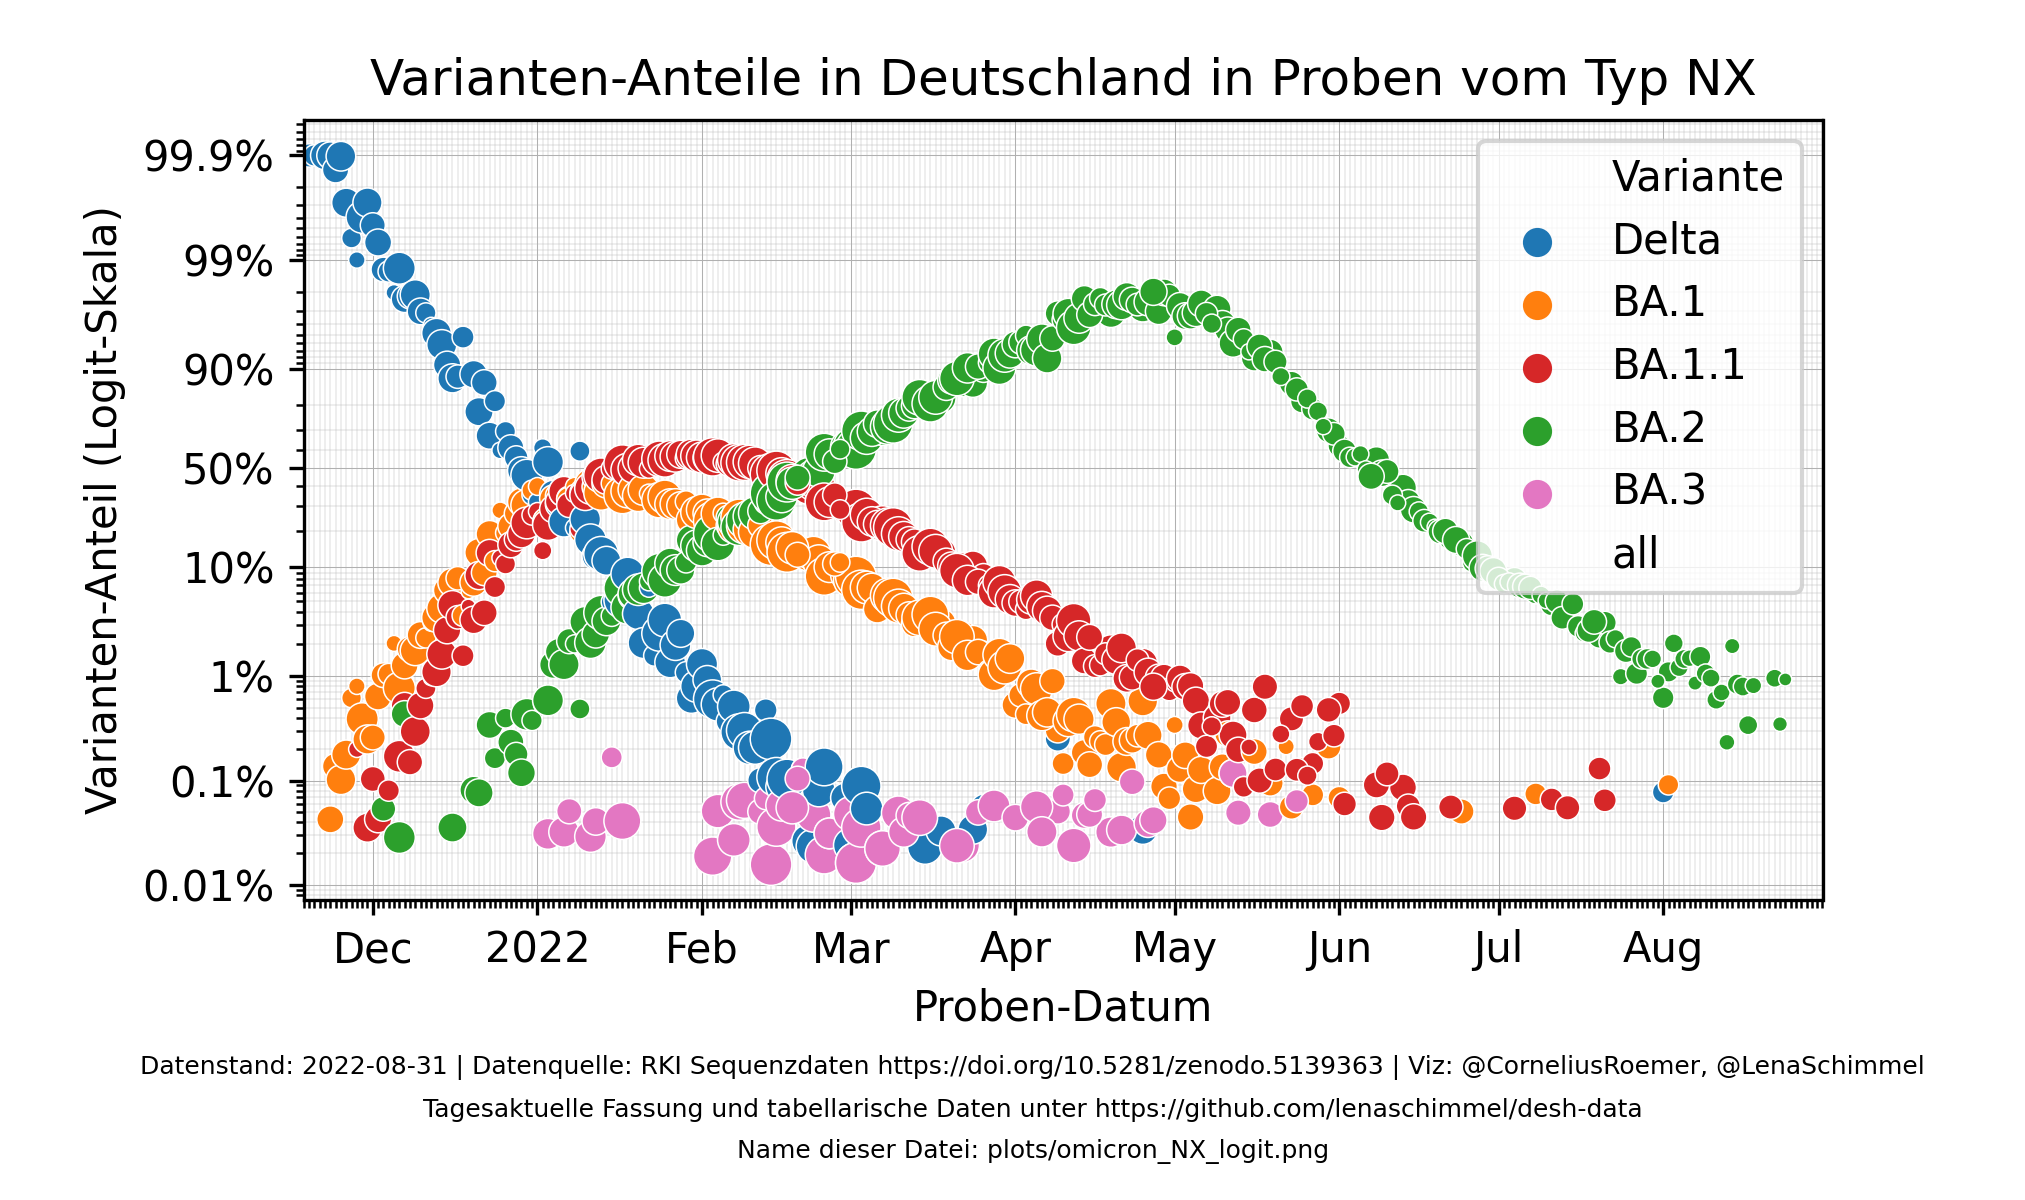 Varianten-Anteile in Deutschland in Proben vom Typ NX
Varianten-Anteil (Logit-Skala)
99.9%
99%
90%
50%
10%
1%
0.1%
0.01%
Variante
Delta
BA.1
BA.1.1
BA.2
BA.3
all
Dec 2022 Feb Mar Apr May Jun Jul Aug
Proben-Datum
Datenstand: 2022-08-31 | Datenquelle: RKI Sequenzdaten https://doi.org/10.5281/zenodo.5139363 | Viz: @CorneliusRoemer, @LenaSchimmel
Tagesaktuelle Fassung und tabellarische Daten unter https://github.com/lenaschimmel/desh-data
Name dieser Datei: plots/omicron_NX_logit.png